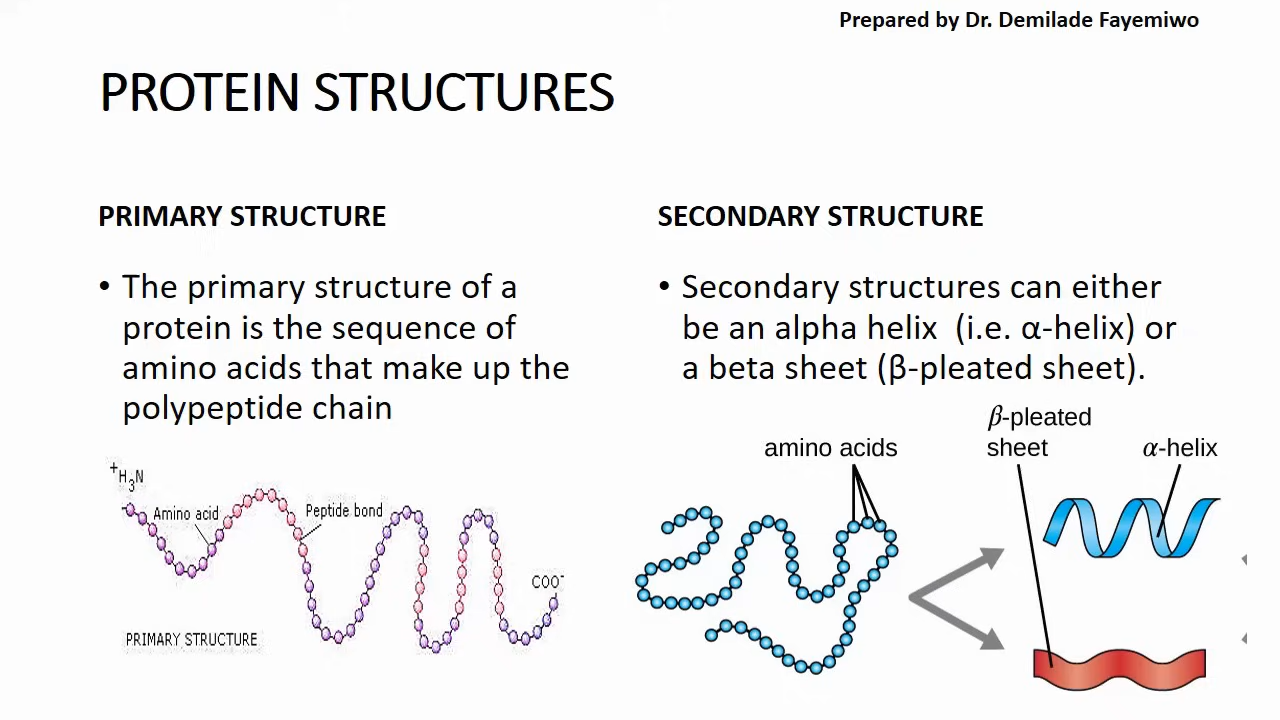 Prepared by Dr. Demilade Fayemiwo
PROTEIN STRUCTURES
PRIMARY STRUCTURE
• The primary structure of a
protein is the sequence of
amino acids that make up the
polypeptide chain
+H3N
Amino acid
Peptide bond
COO-
PRIMARY STRUCTURE
SECONDARY STRUCTURE
• Secondary structures can either
be an alpha helix (i.e. α-helix) or
a beta sheet (β-pleated sheet).
amino acids
β-pleated
sheet
α-helix